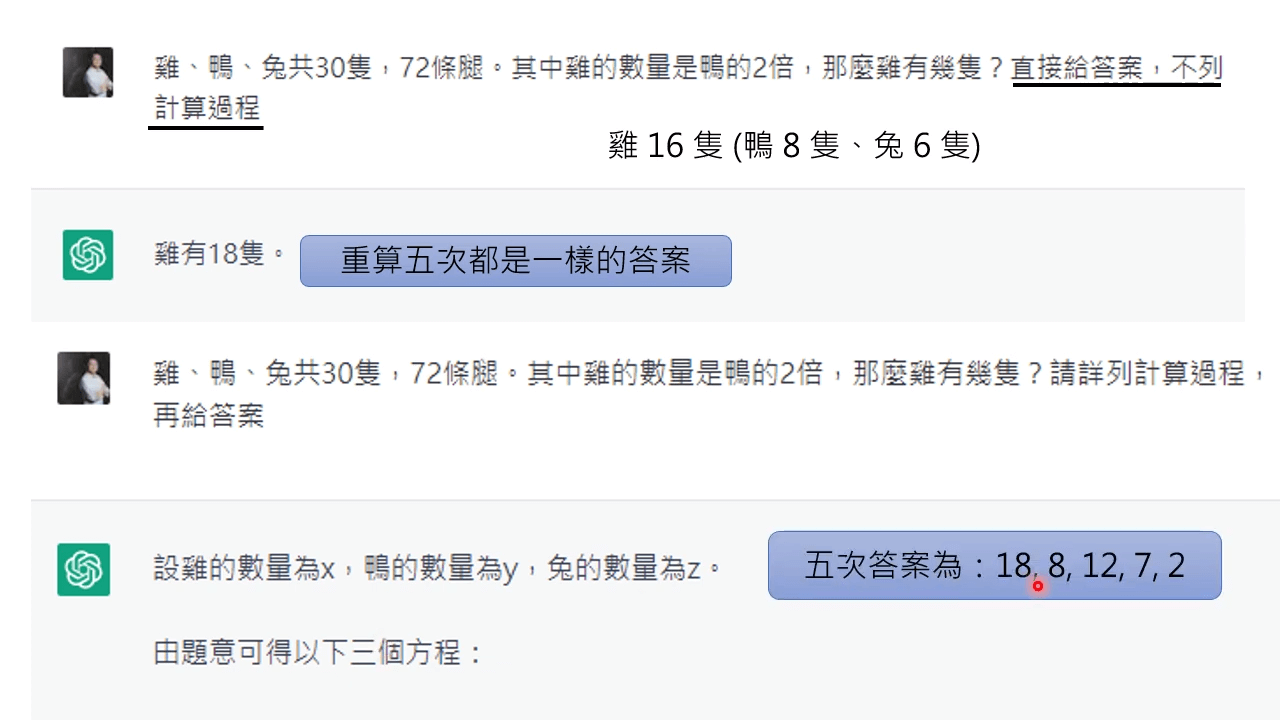 雞、鴨、兔共30隻，72條腿。其中雞的數量是鴨的2倍，那麼雞有幾隻？直接給答案，不列
計算過程
雞 16 隻 (鴨 8 隻、兔 6 隻)
雞有18隻。
重算五次都是一樣的答案
雞、鴨、兔共30隻，72條腿。其中雞的數量是鴨的2倍，那麼雞有幾隻？請詳列計算過程，
再給答案
設雞的數量為x，鴨的數量為y，兔的數量為z。
五次答案為：18, 8, 12, 7, 2
由題意可得以下三個方程：